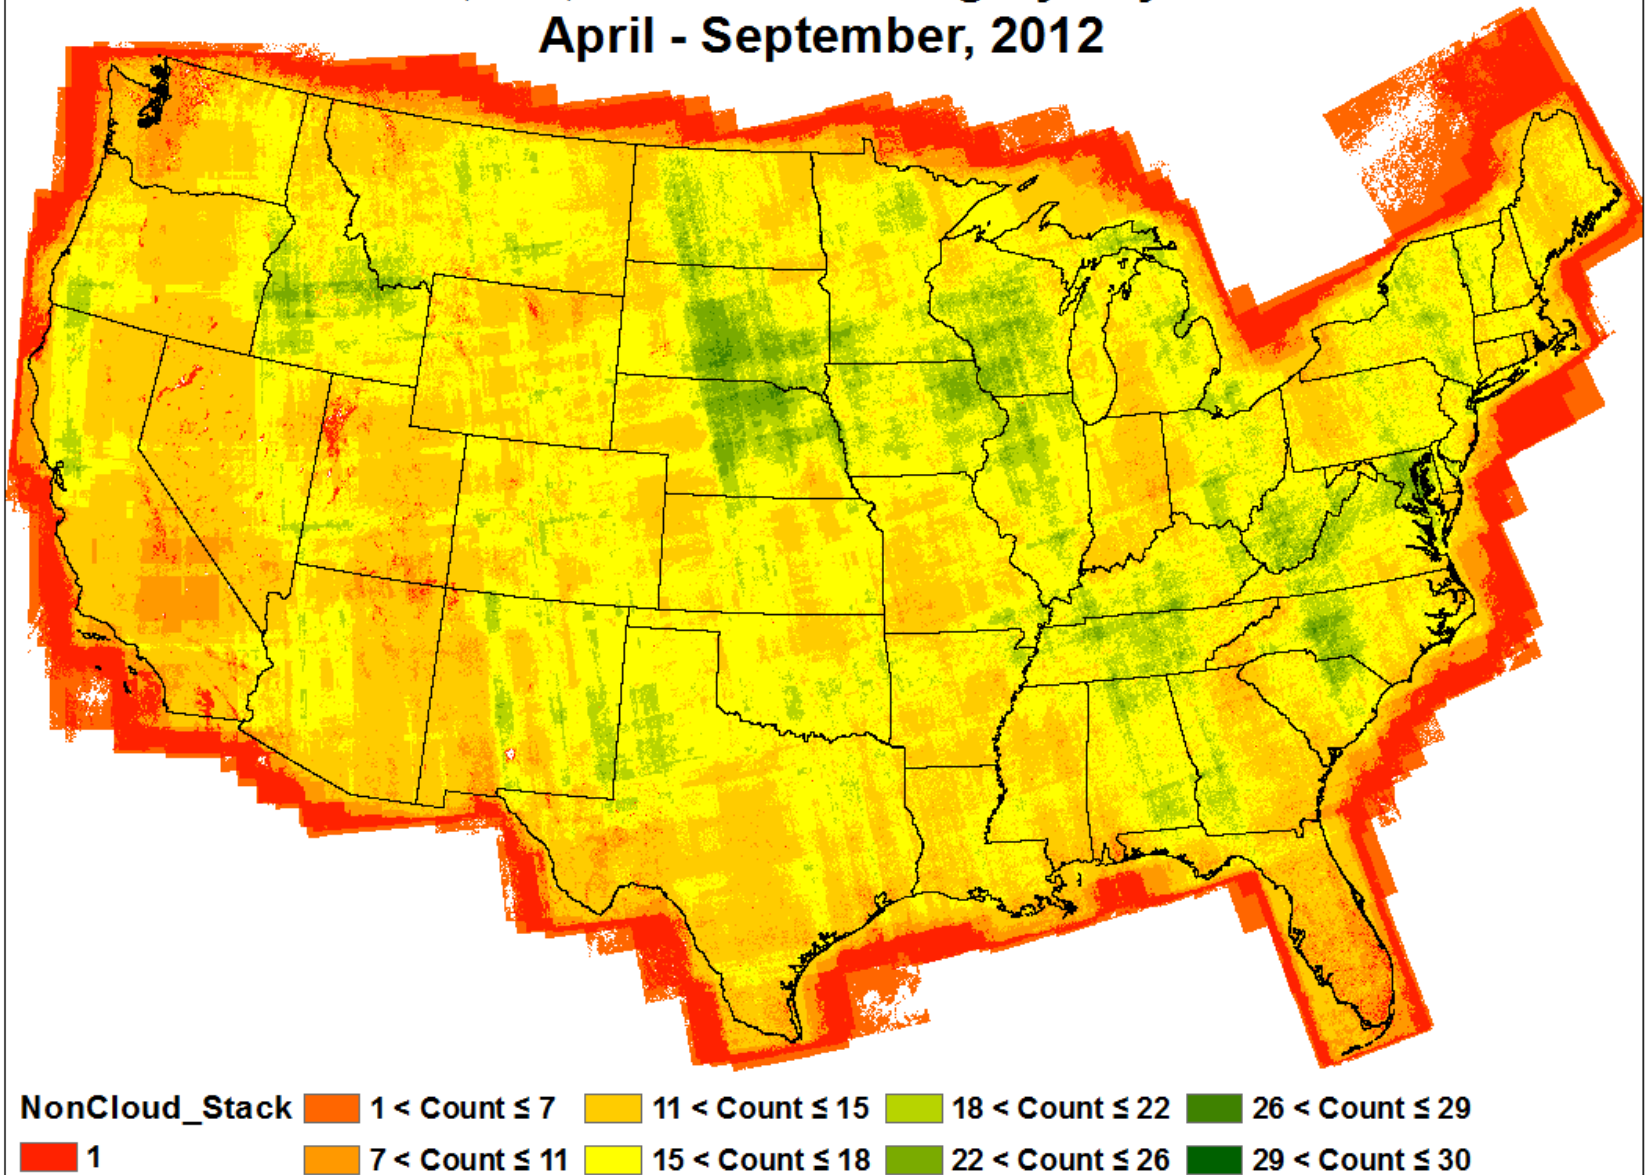 April - September, 2012
NonCloud_Stack
1
1 < Count ≤ 7
7 < Count ≤ 11
11 < Count ≤ 15
15 < Count ≤ 18
18 < Count ≤ 22
22 < Count ≤ 26
26 < Count ≤ 29
29 < Count ≤ 30